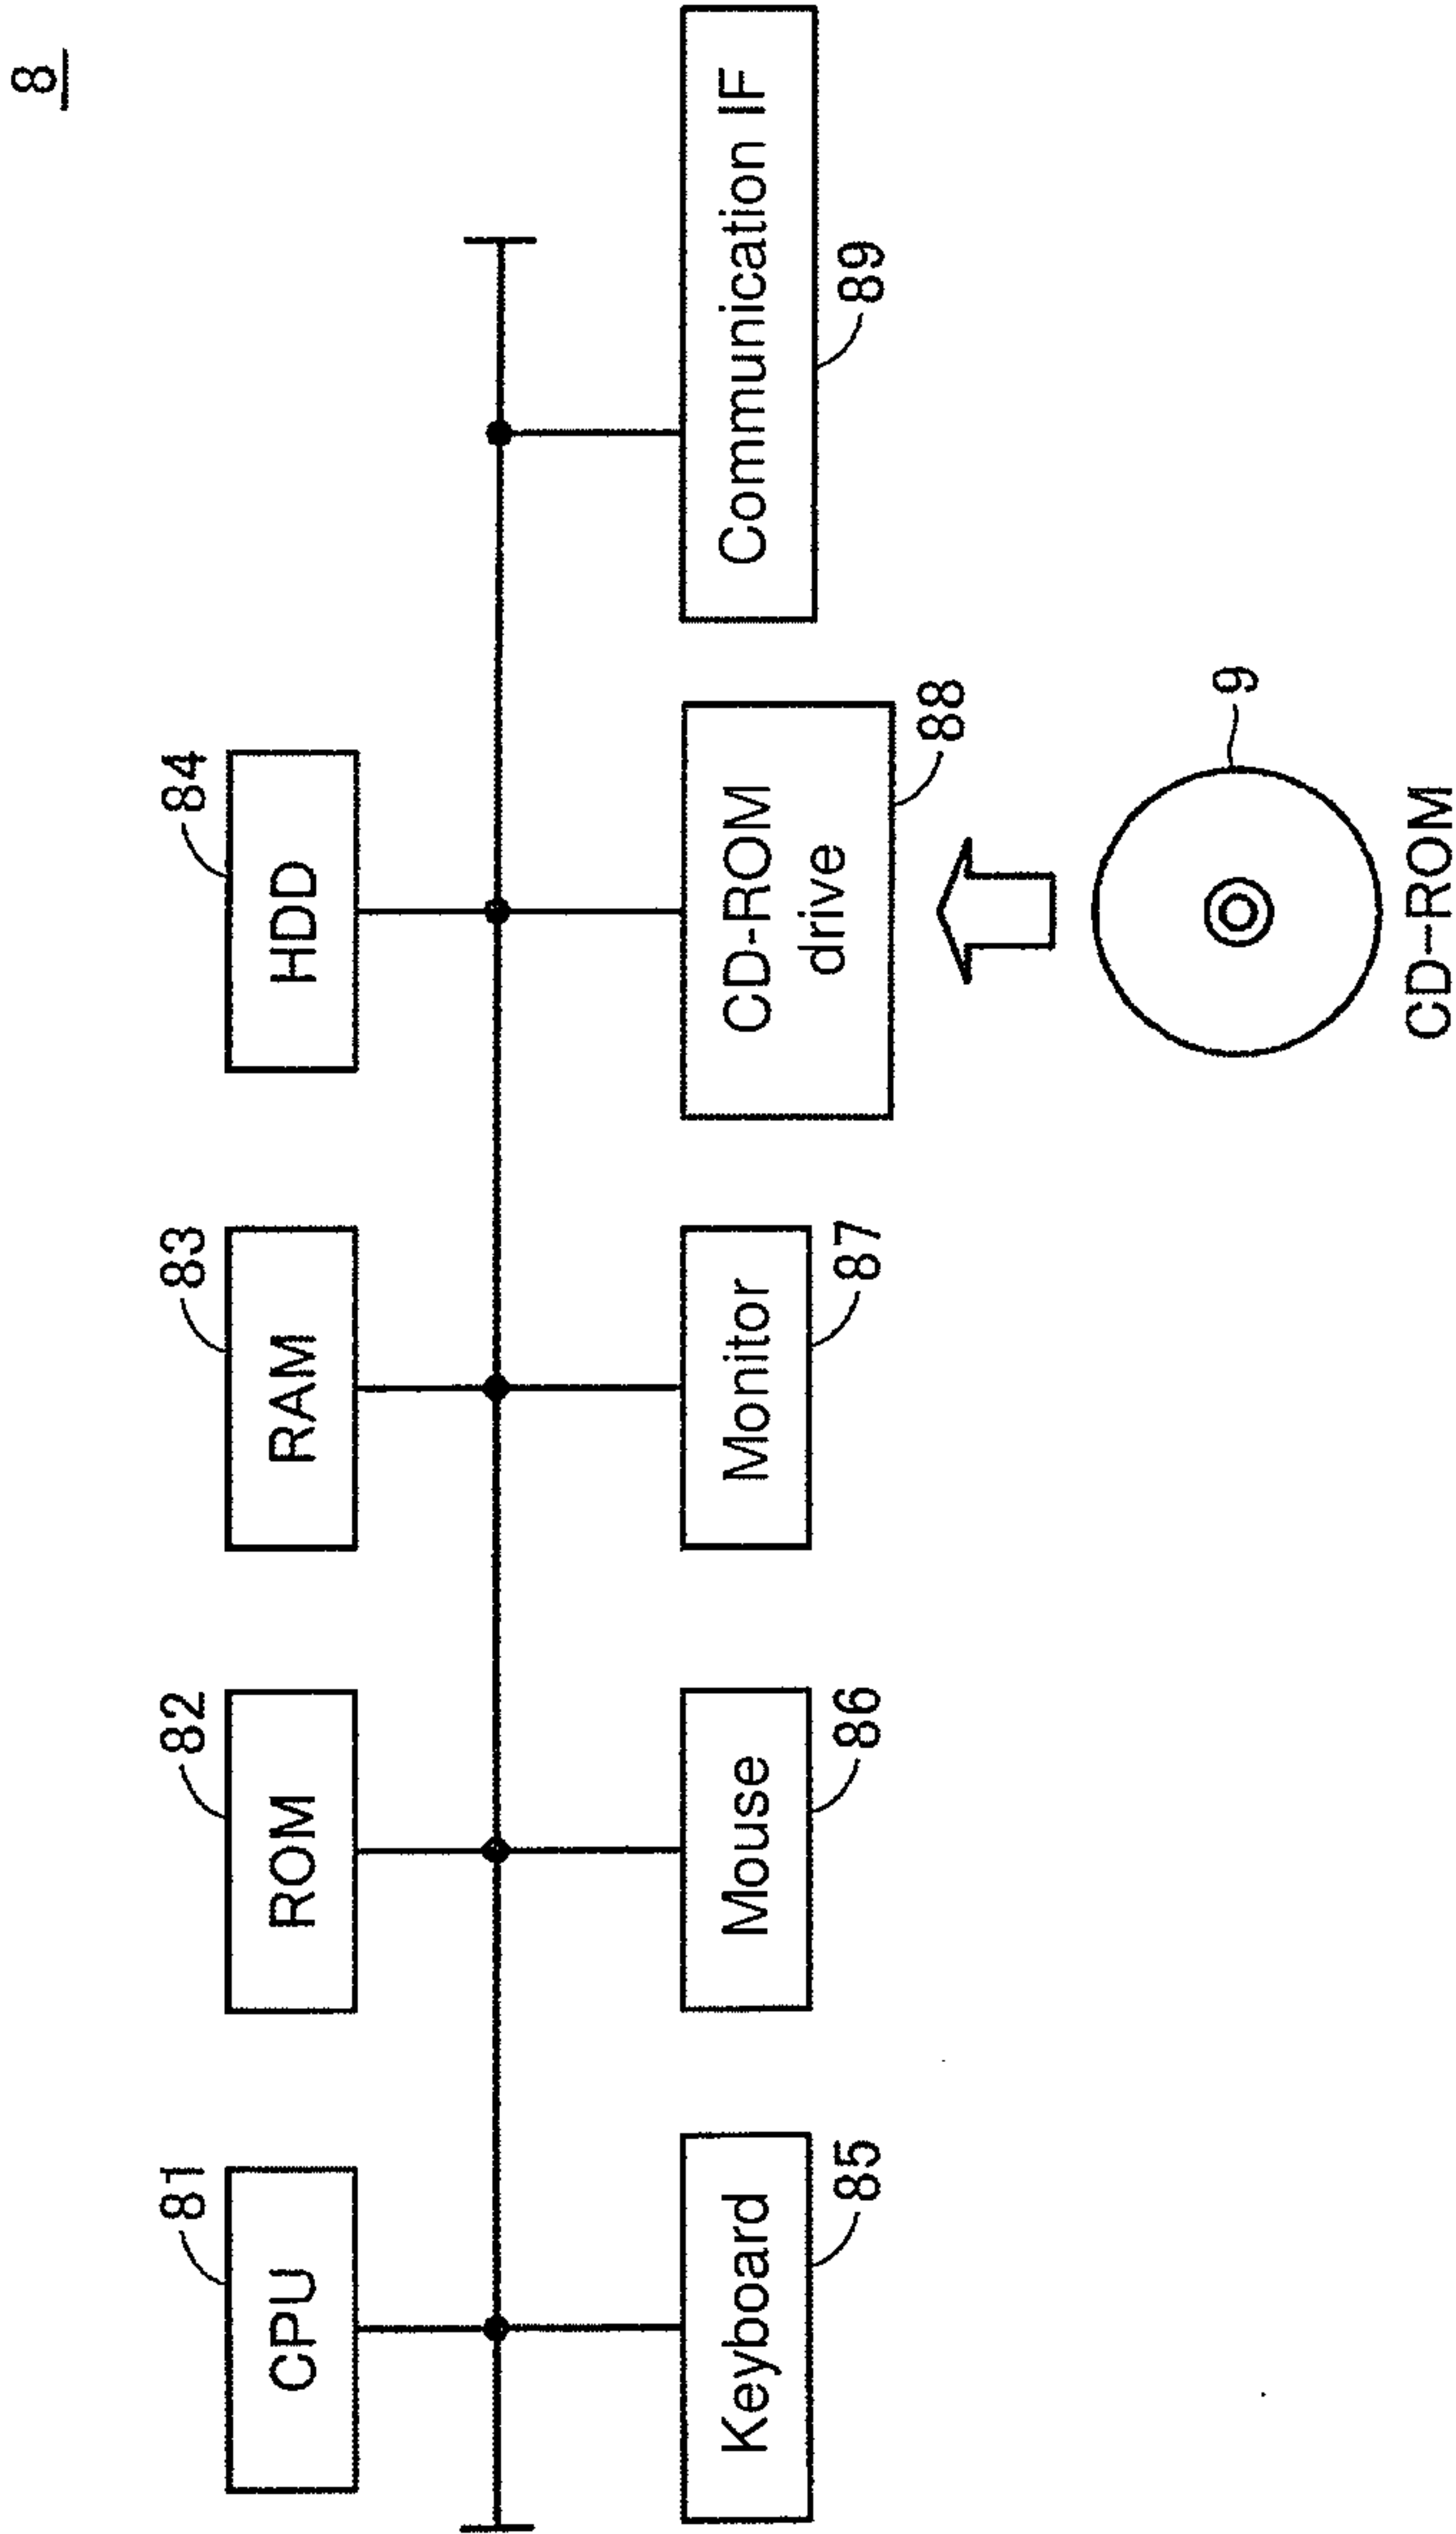 8
81
82
83
84
CPU
ROM
RAM
HDD
Keyboard
Mouse
Monitor
CD-ROM
drive
Communication IF
85
86
87
88
89
9
CD-ROM